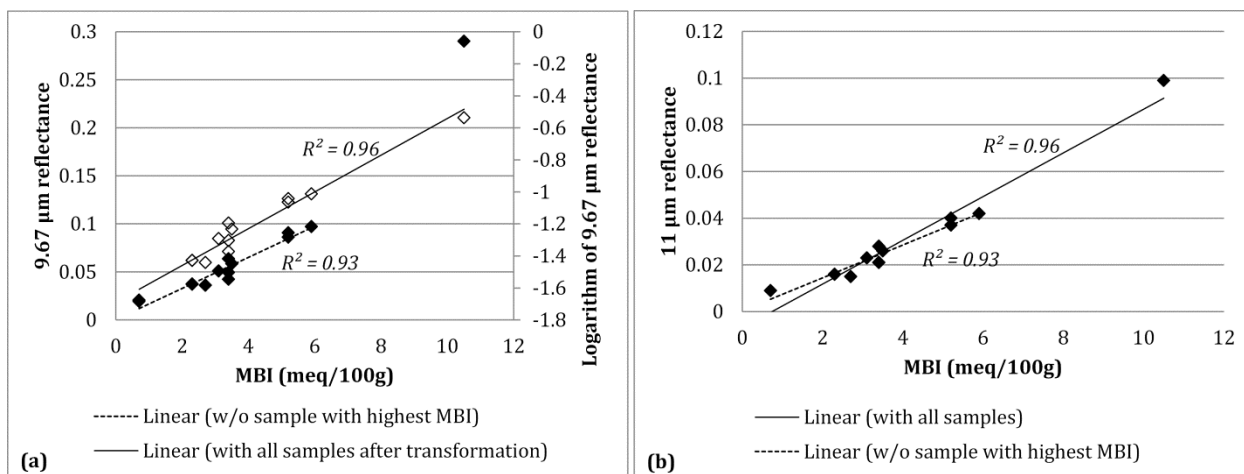 0.3
0.25
0.2
0.15
0.1
0.05
0
9.67 µm reflectance
0
-0.2
-0.4
-0.6
-0.8
-1
-1.2
-1.4
-1.6
-1.8
Logarithm of 9.67 µm reflectance
R² = 0.96
R² = 0.93
0 2 4 6 8 10 12
MBI (meq/100g)
Linear (w/o sample with highest MBI)
Linear (with all samples after transformation)
(a)
0.12
0.1
0.08
0.06
0.04
0.02
0
11 µm reflectance
R² = 0.96
R² = 0.93
0 2 4 6 8 10 12
MBI (meq/100g)
Linear (with all samples)
Linear (w/o sample with highest MBI)
(b)